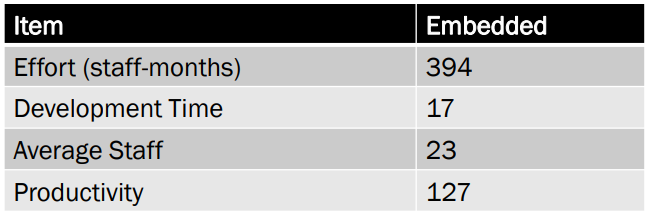 Item Embedded
Effort (staff-months) 394
Development Time 17
Average Staff 23
Productivity 127